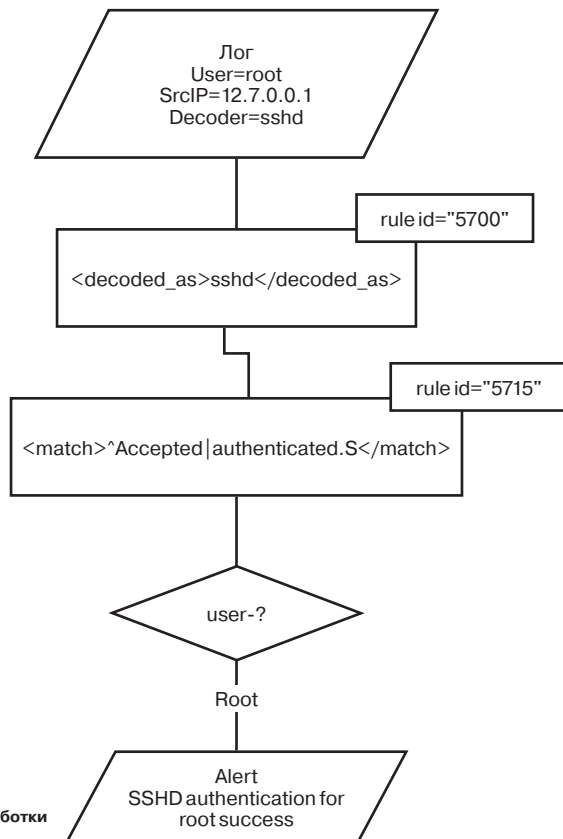 Лог
User=root
SrcIP=12.7.0.0.1
Decoder=sshd
rule id="5700"
<decoded_as>sshd</decoded_as>
rule id="5715"
<match>^Accepted|authenticated.S</match>
user-?
Root
Alert
SSHD authentication for
root success
ботки